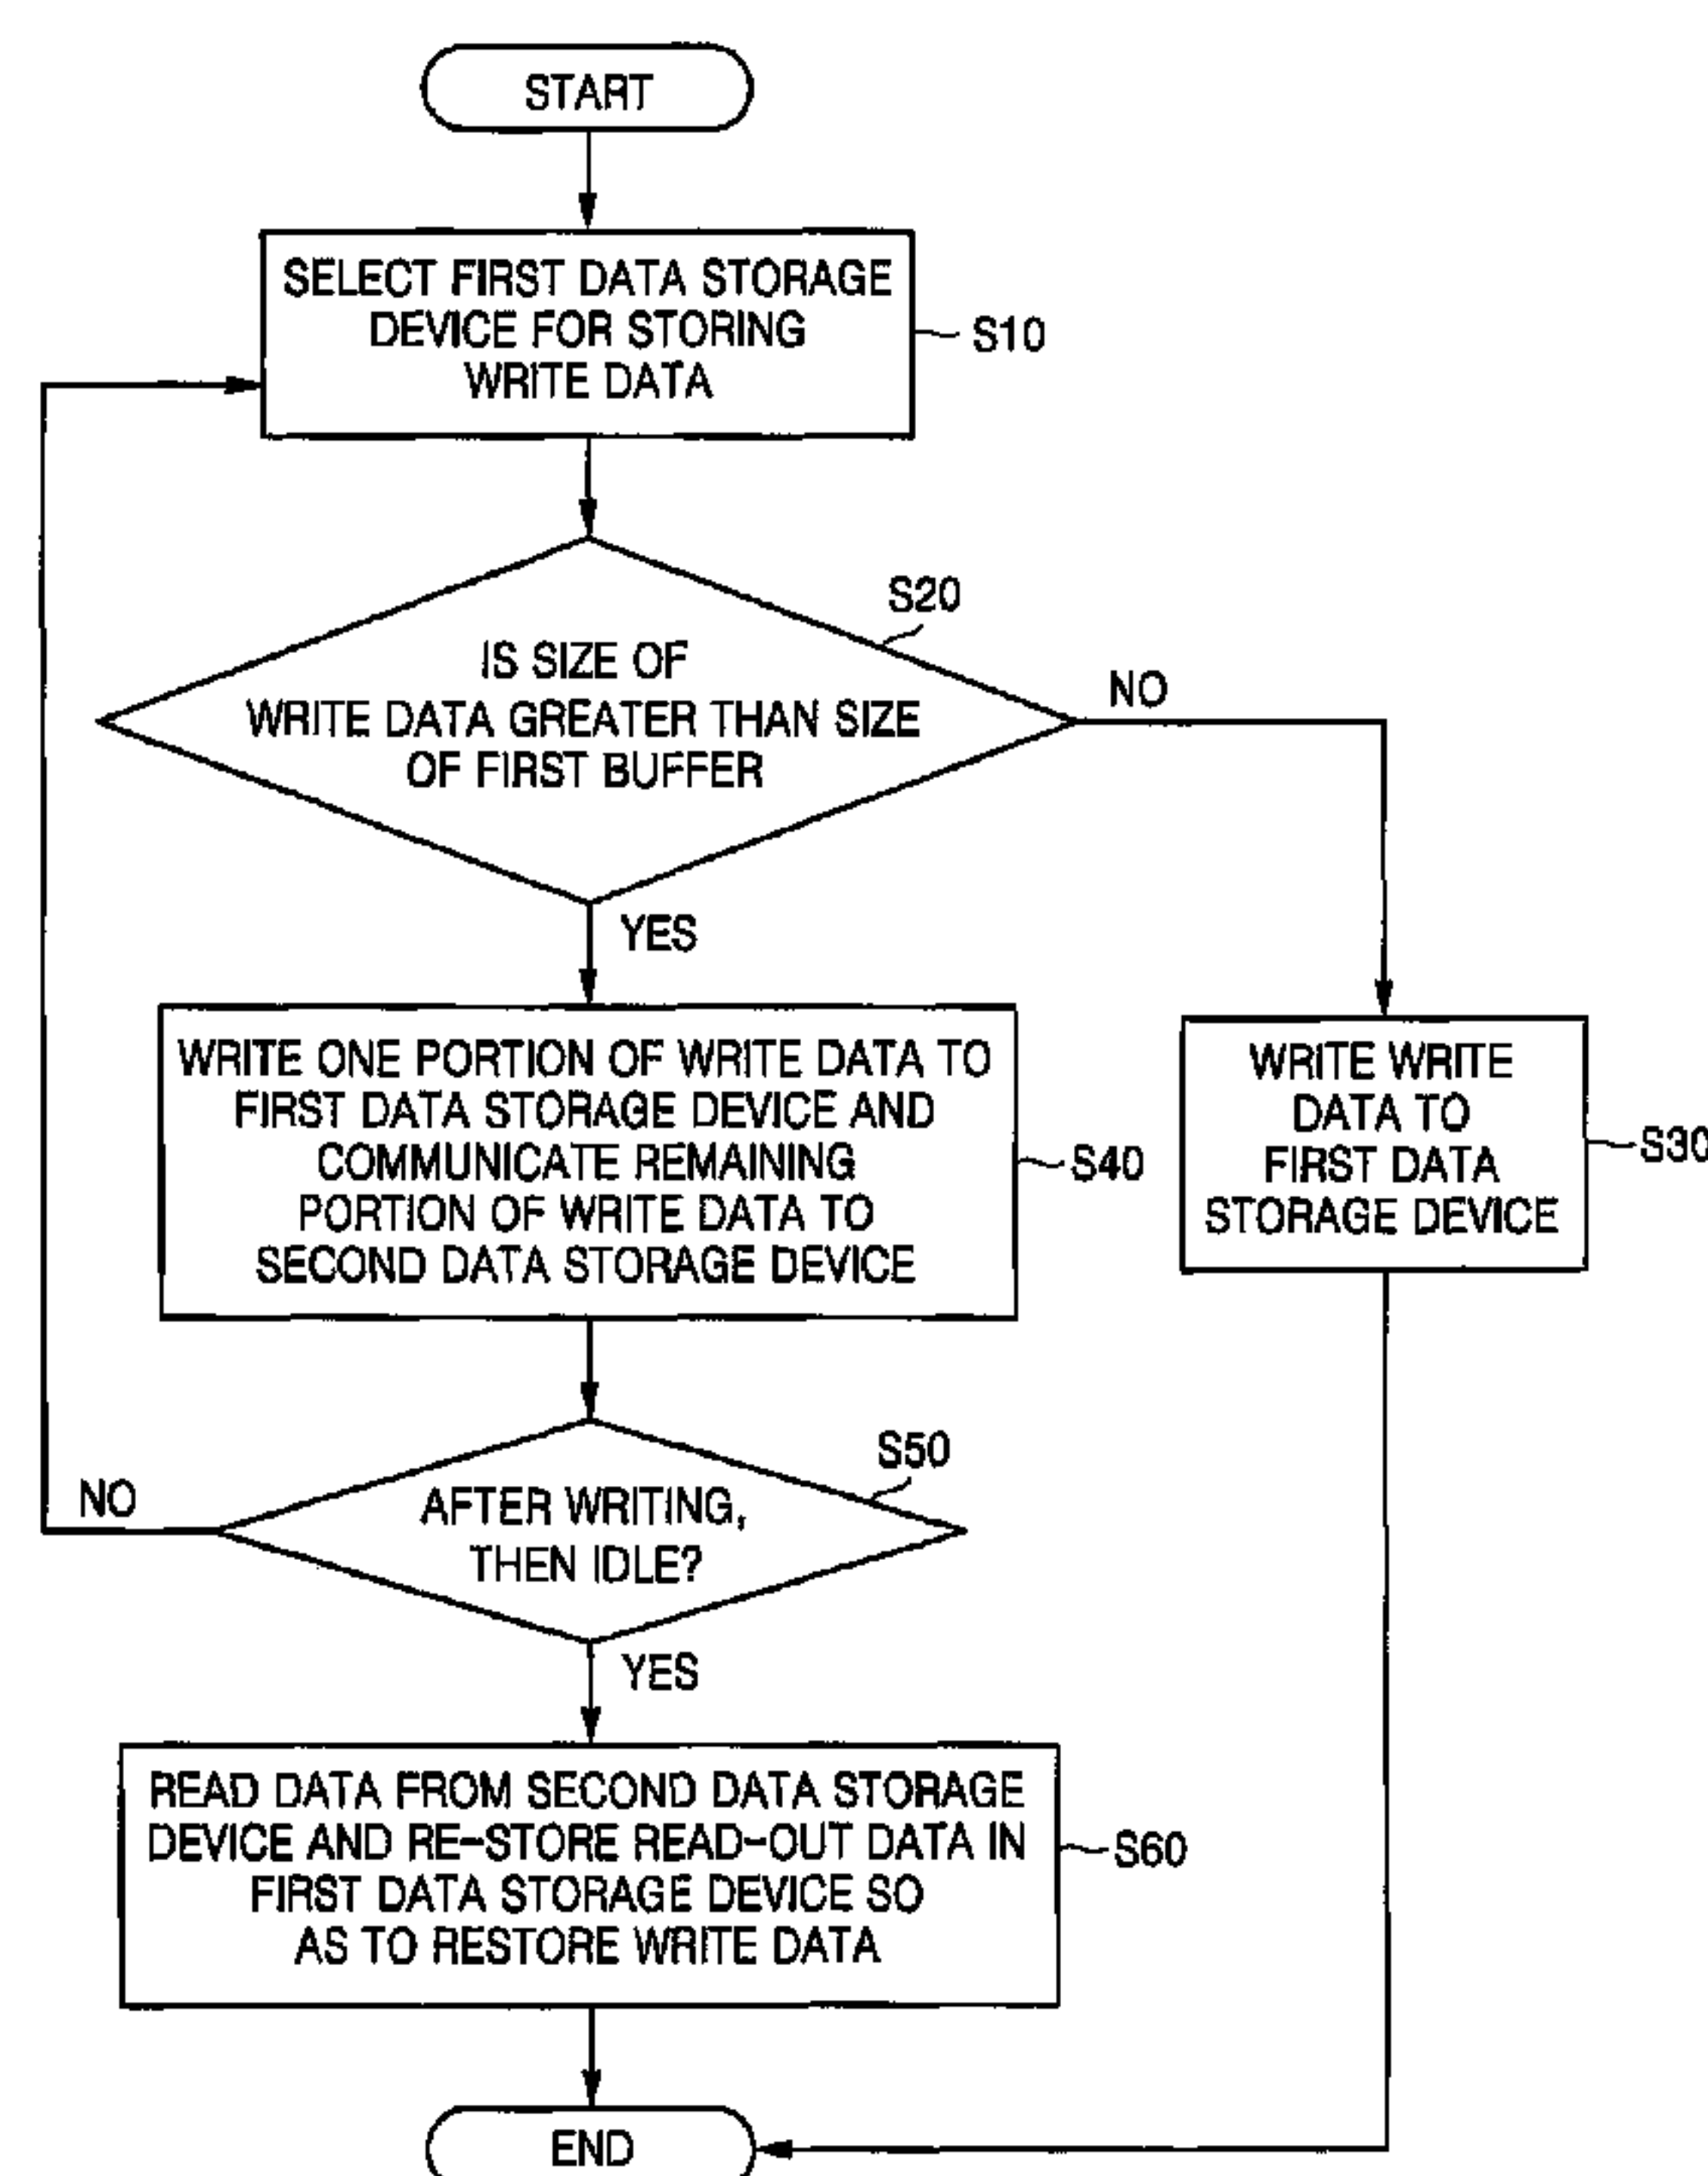 START
SELECT FIRST DATA STORAGE
DEVICE FOR STORING
WRITE DATA
S10
S20
IS SIZE OF
WRITE DATA GREATER THAN SIZE
OF FIRST BUFFER
NO
YES
WRITE ONE PORTION OF WRITE DATA TO
FIRST DATA STORAGE DEVICE AND
COMMUNICATE REMAINING
PORTION OF WRITE DATA TO
SECOND DATA STORAGE DEVICE
S40
WRITE WRITE
DATA TO
FIRST DATA
STORAGE DEVICE
S30
S50
AFTER WRITING,
THEN IDLE?
NO
YES
READ DATA FROM SECOND DATA STORAGE
DEVICE AND RE-STORE READ-OUT DATA IN
FIRST DATA STORAGE DEVICE SO
AS TO RESTORE WRITE DATA
S60
END